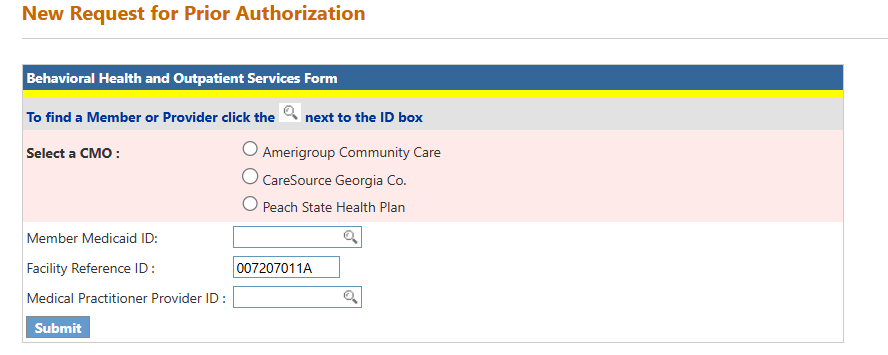 New Request for Prior Authorization
Behavioral Health and Outpatient Services Form
To find a Member or Provider click the next to the ID box
Select a CMO :
Amerigroup Community Care
CareSource Georgia Co.
Peach State Health Plan
Member Medicaid ID:
Facility Reference ID : 007207011A
Medical Practitioner Provider ID :
Submit